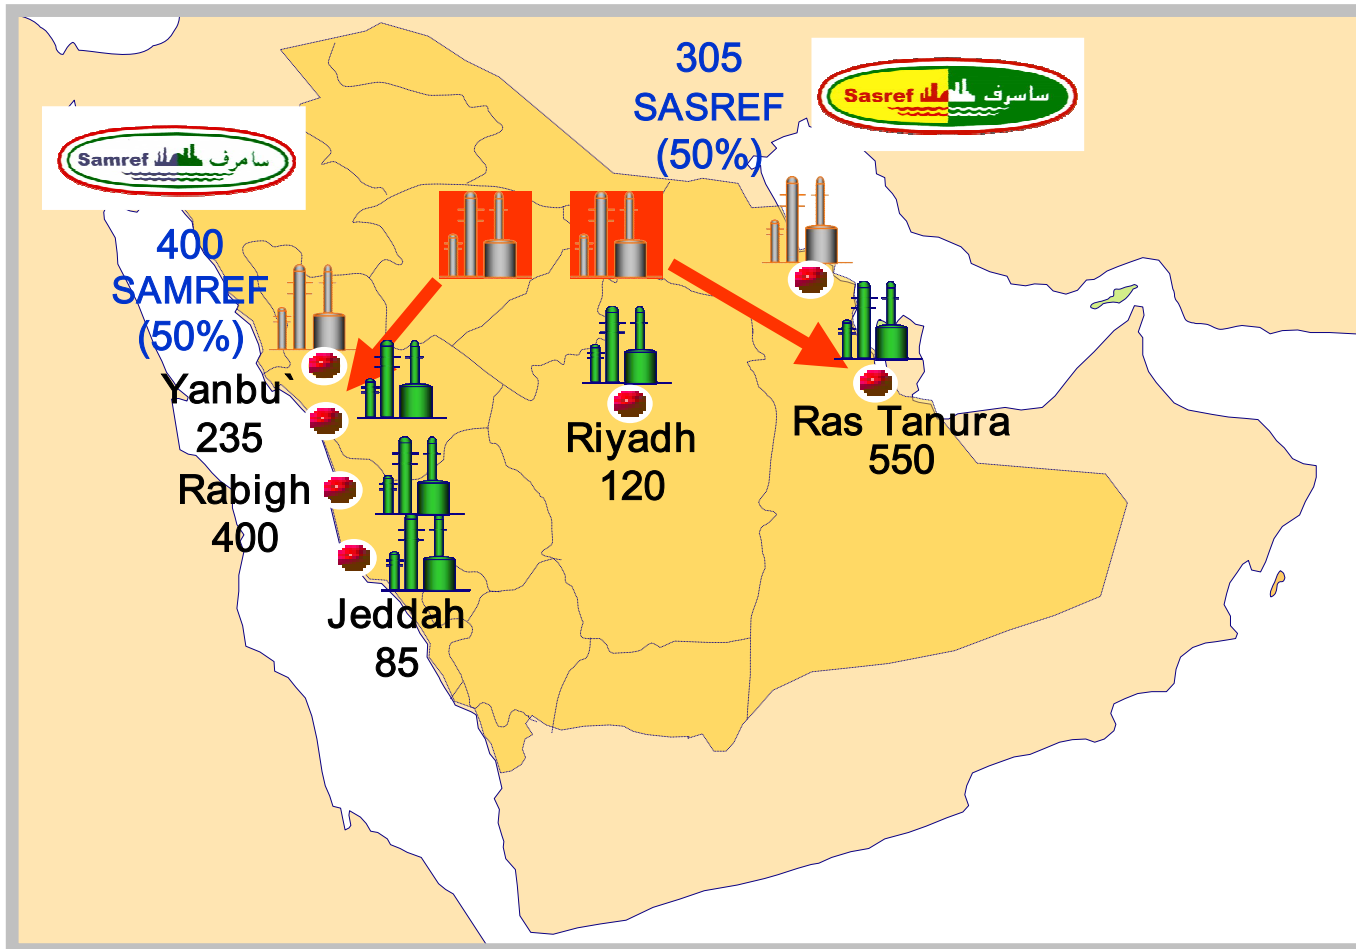 305
SASREF
(50%)
Sasref ساسرف
Samref سامرف
400
SAMREF
(50%)
Yanbu`
235
Rabigh
400
Jeddah
85
Riyadh
120
Ras Tanura
550